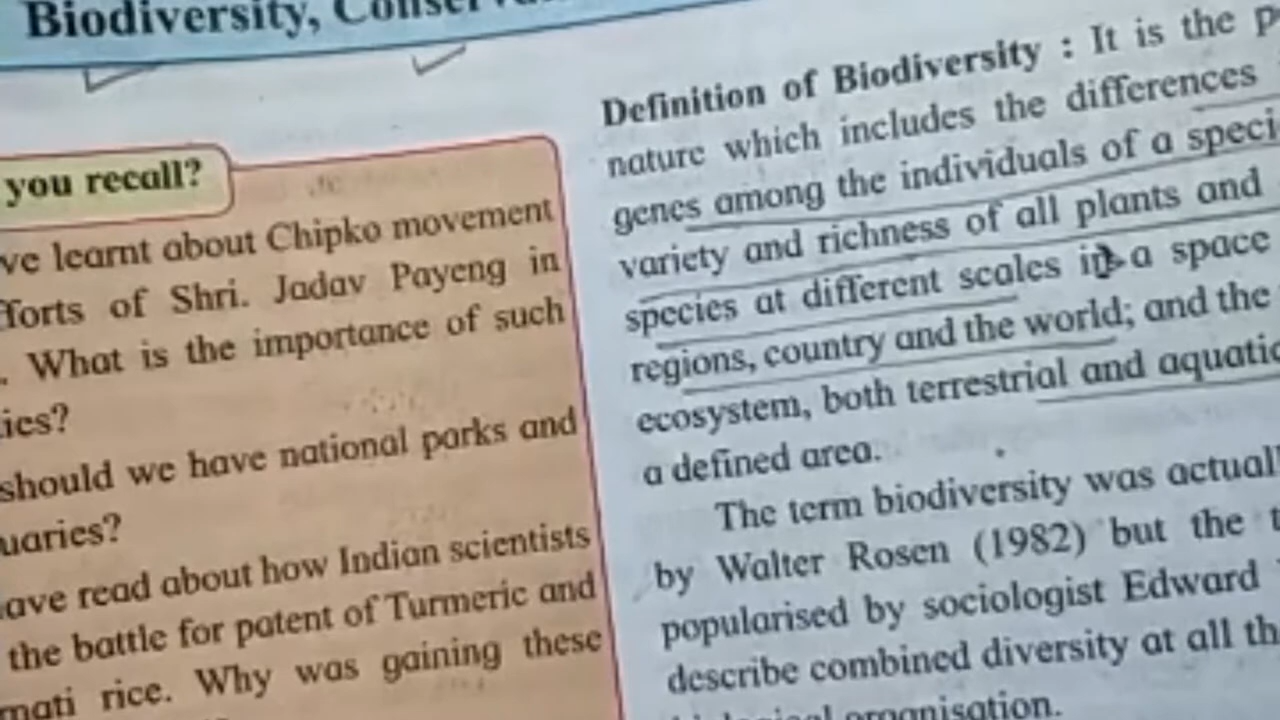 Biodiversity,
you recall?
ve learnt about Chipko movement
fforts of Shri. Jadav Payeng in
. What is the importance of such
ies?
should we have national parks and
uaries?
ave read about how Indian scientists
the battle for patent of Turmeric and
mati rice. Why was gaining these
Definition of Biodiversity : It is the p
nature which includes the differences
genes among the individuals of a speci
variety and richness of all plants and
species at different scales in a space
regions, country and the world; and the
ecosystem, both terrestrial and aquatic
a defined area.
The term biodiversity was actuall
by Walter Rosen (1982) but the t
popularised by sociologist Edward
describe combined diversity at all th
organisation.